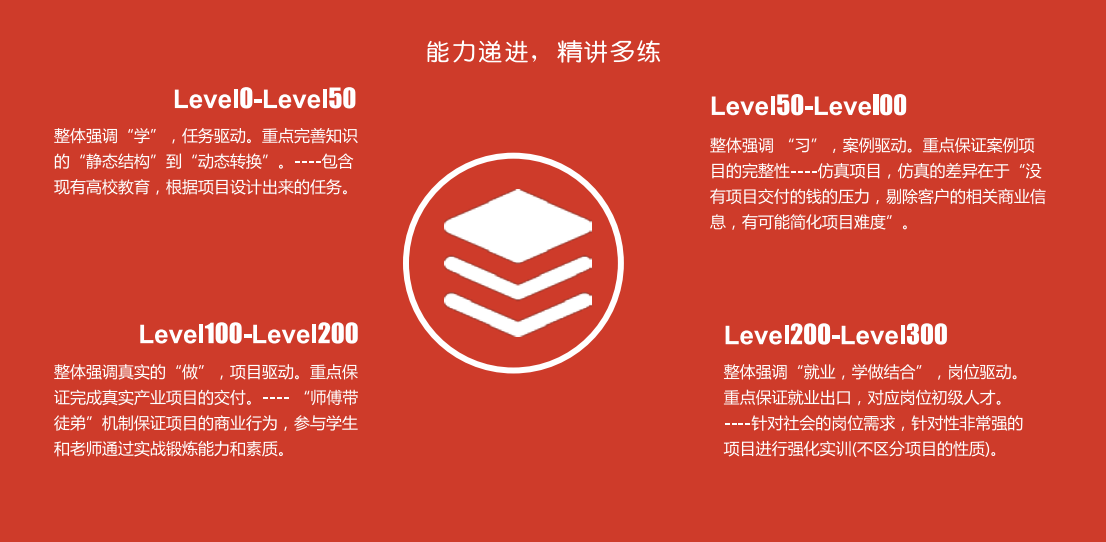 能力递进，精讲多练
Level0-Level50
整体强调“学”，任务驱动。重点完善知识
的“静态结构”到“动态转换”。----包含
现有高校教育，根据项目设计出来的任务。
Level50-Level00
整体强调 “习”，案例驱动。重点保证案例项
目的完整性----仿真项目，仿真的差异在于“没
有项目交付的钱的压力，剔除客户的相关商业信
息，有可能简化项目难度”。
Level100-Level200
整体强调真实的“做”，项目驱动。重点保
证完成真实产业项目的交付。---- “师傅带
徒弟”机制保证项目的商业行为，参与学生
和老师通过实战锻炼能力和素质。
Level200-Level300
整体强调“就业，学做结合”，岗位驱动。
重点保证就业出口，对应岗位初级人才。
----针对社会的岗位需求，针对性非常强的
项目进行强化实训(不区分项目的性质)。